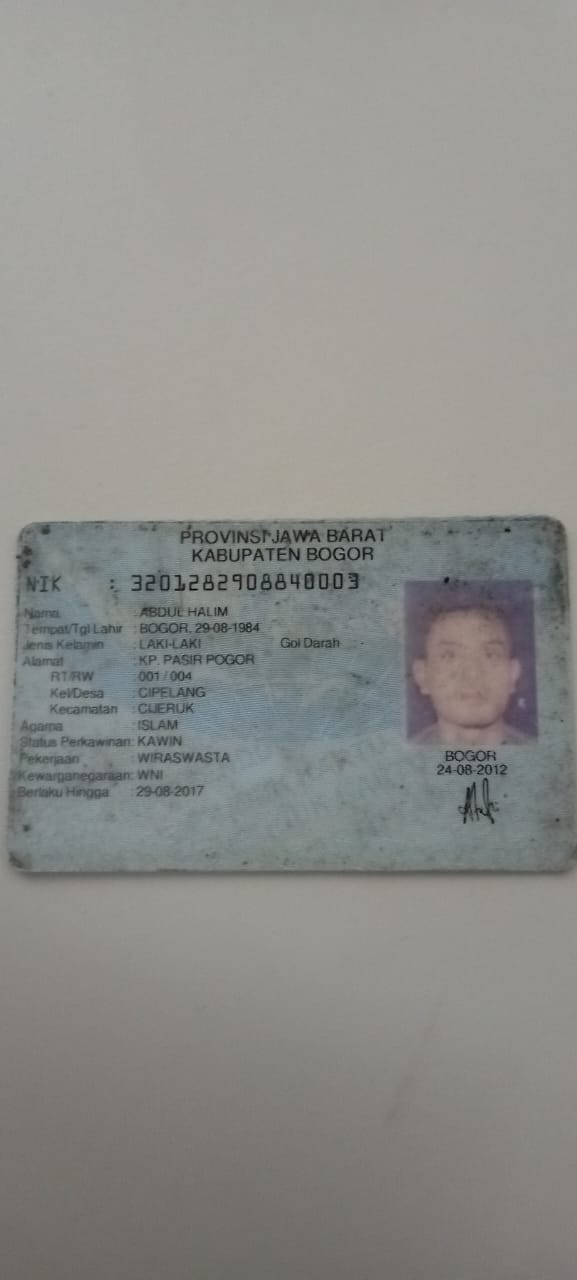 PROVINSI JAWA BARAT
KABUPATEN BOGOR
NIK : 3201282908840003
Nama : ABDUL HALIM
Tempat/Tgl Lahir : BOGOR, 29-08-1984
Jenis Kelamin : LAKI-LAKI Gol Darah : -
Alamat : KP. PASIR POGOR
RT/RW : 001 / 004
Kel/Desa : CIPELANG
Kecamatan : CIJERUK
Agama : ISLAM
Status Perkawinan: KAWIN
Pekerjaan : WIRASWASTA
Kewarganegaraan: WNI
Berlaku Hingga : 29-08-2017
BOGOR
24-08-2012